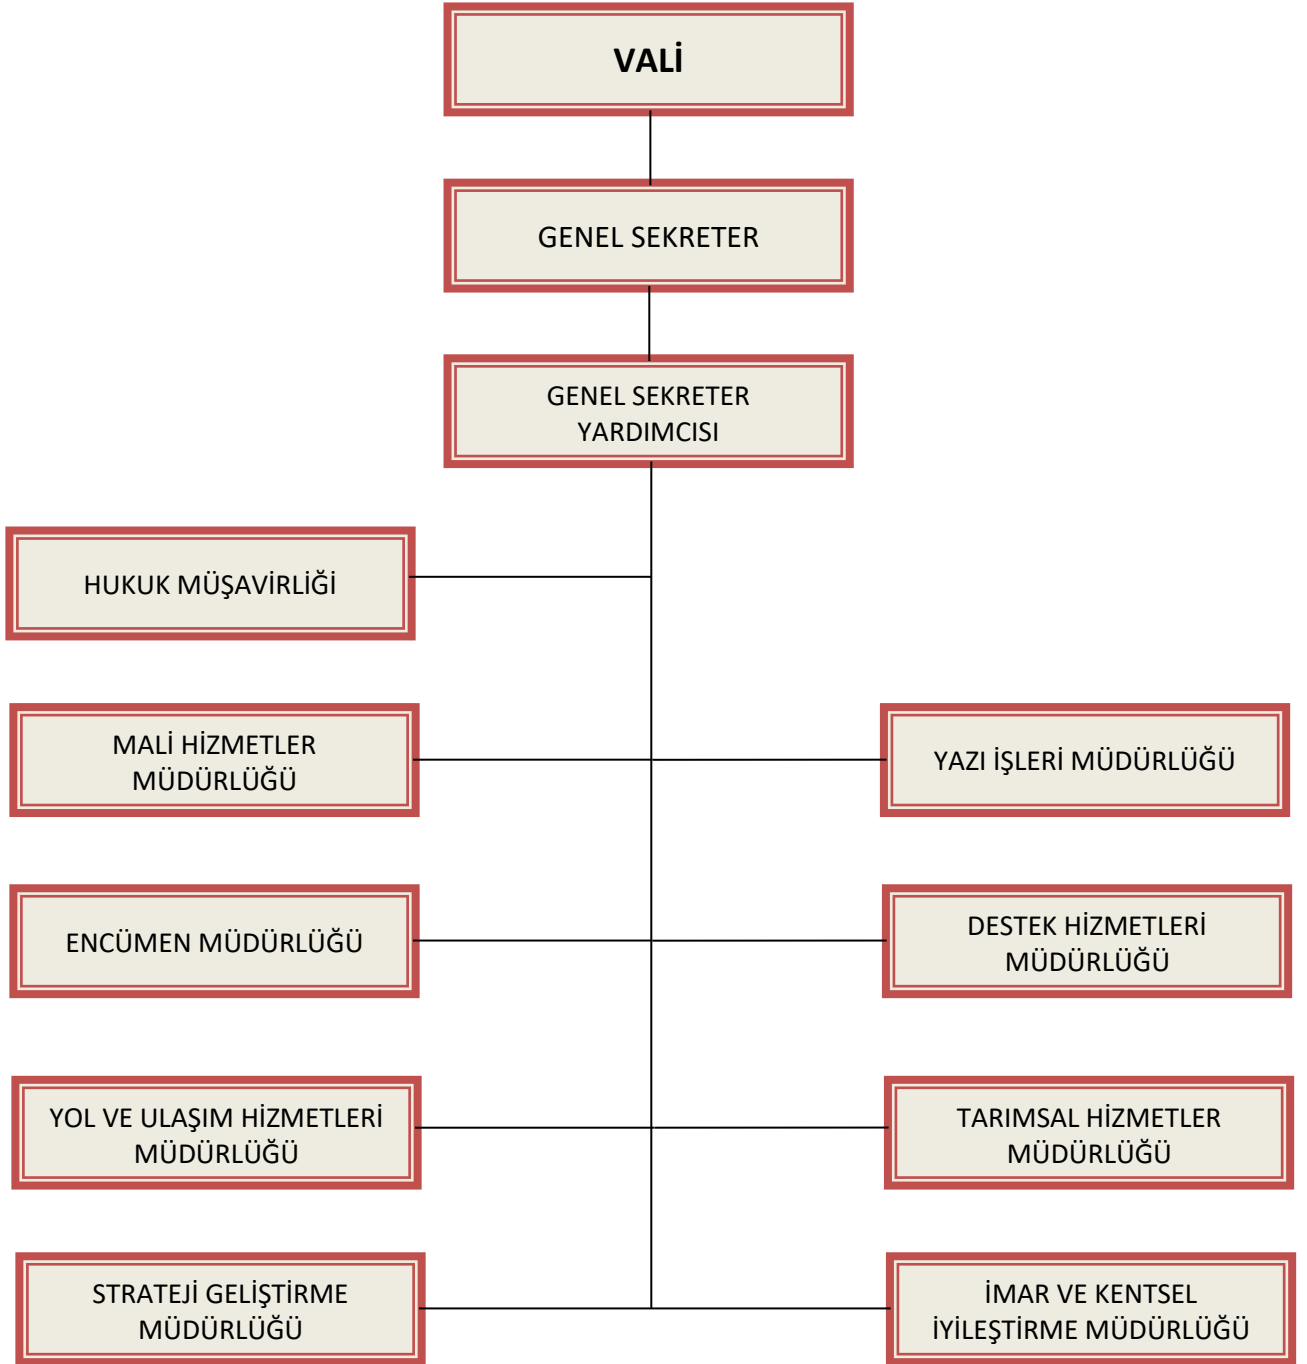 VALİ
GENEL SEKRETER
GENEL SEKRETER
YARDIMCISI
HUKUK MÜŞAVİRLİĞİ
MALİ HİZMETLER
MÜDÜRLÜĞÜ
YAZI İŞLERİ MÜDÜRLÜĞÜ
ENCÜMEN MÜDÜRLÜĞÜ
DESTEK HİZMETLERİ
MÜDÜRLÜĞÜ
YOL VE ULAŞIM HİZMETLERİ
MÜDÜRLÜĞÜ
TARIMSAL HİZMETLER
MÜDÜRLÜĞÜ
STRATEJİ GELİŞTİRME
MÜDÜRLÜĞÜ
İMAR VE KENTSEL
İYİLEŞTİRME MÜDÜRLÜĞÜ